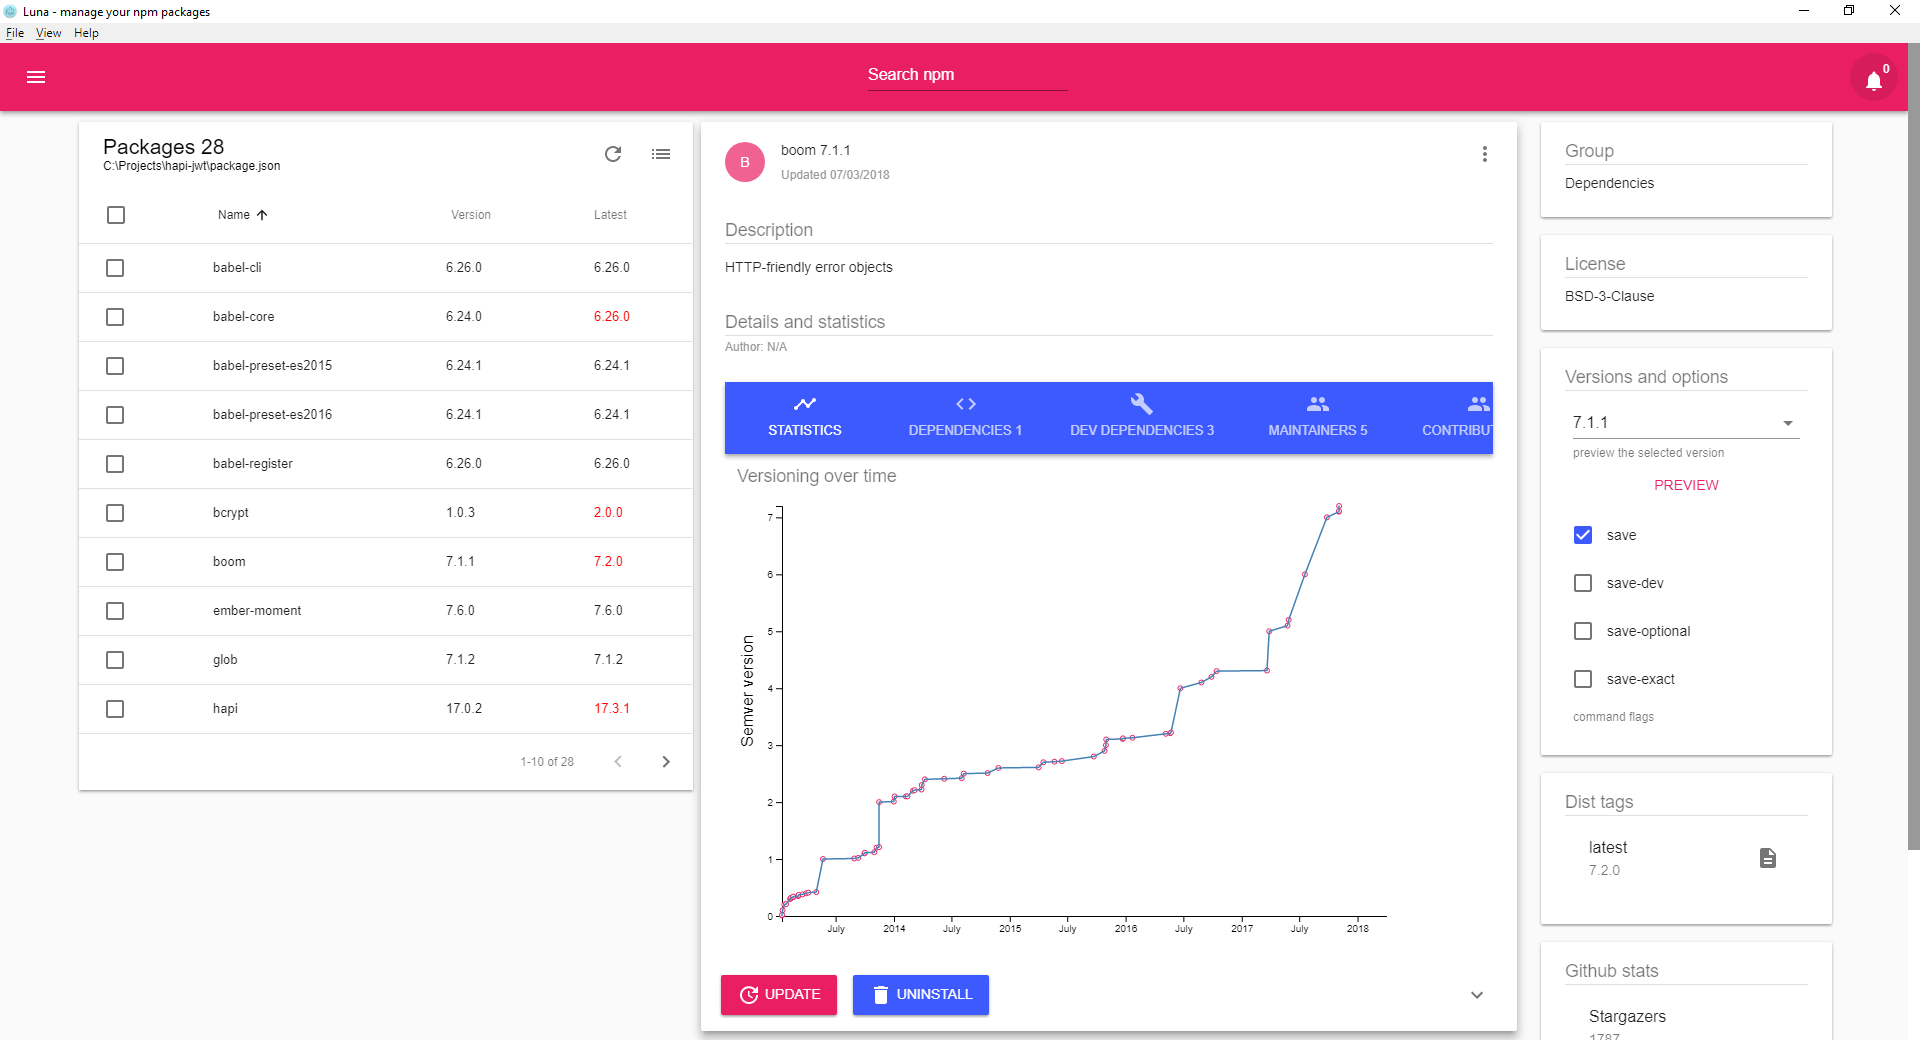 Luna - manage your npm packages
File View Help
Search npm
0
Packages 28
C:\Projects\hapi-jwt\package.json
Name Version Latest
babel-cli 6.26.0 6.26.0
babel-core 6.24.0 6.26.0
babel-preset-es2015 6.24.1 6.24.1
babel-preset-es2016 6.24.1 6.24.1
babel-register 6.26.0 6.26.0
bcrypt 1.0.3 2.0.0
boom 7.1.1 7.2.0
ember-moment 7.6.0 7.6.0
glob 7.1.2 7.1.2
hapi 17.0.2 17.3.1
1-10 of 28
B
boom 7.1.1
Updated 07/03/2018
Description
HTTP-friendly error objects
Details and statistics
Author: N/A
STATISTICS DEPENDENCIES 1 DEV DEPENDENCIES 3 MAINTAINERS 5 CONTRIBUT
Versioning over time
Semver version
7
6
5
4
3
2
1
0
July 2014 July 2015 July 2016 July 2017 July 2018
UPDATE UNINSTALL
Group
Dependencies
License
BSD-3-Clause
Versions and options
7.1.1
preview the selected version
PREVIEW
save
save-dev
save-optional
save-exact
command flags
Dist tags
latest
7.2.0
Github stats
Stargazers
1787